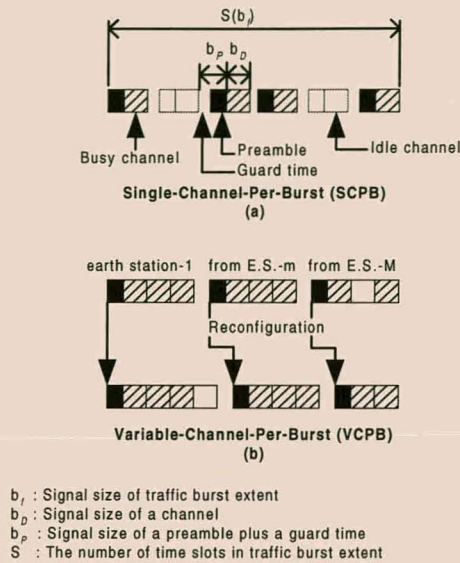 S(b_f)
b_P b_D
Busy channel
Preamble
Guard time
Idle channel
Single-Channel-Per-Burst (SCPB)
(a)
earth station-1 from E.S.-m from E.S.-M
Reconfiguration
Variable-Channel-Per-Burst (VCPB)
(b)
b_f : Signal size of traffic burst extent
b_D : Signal size of a channel
b_P : Signal size of a preamble plus a guard time
S : The number of time slots in traffic burst extent